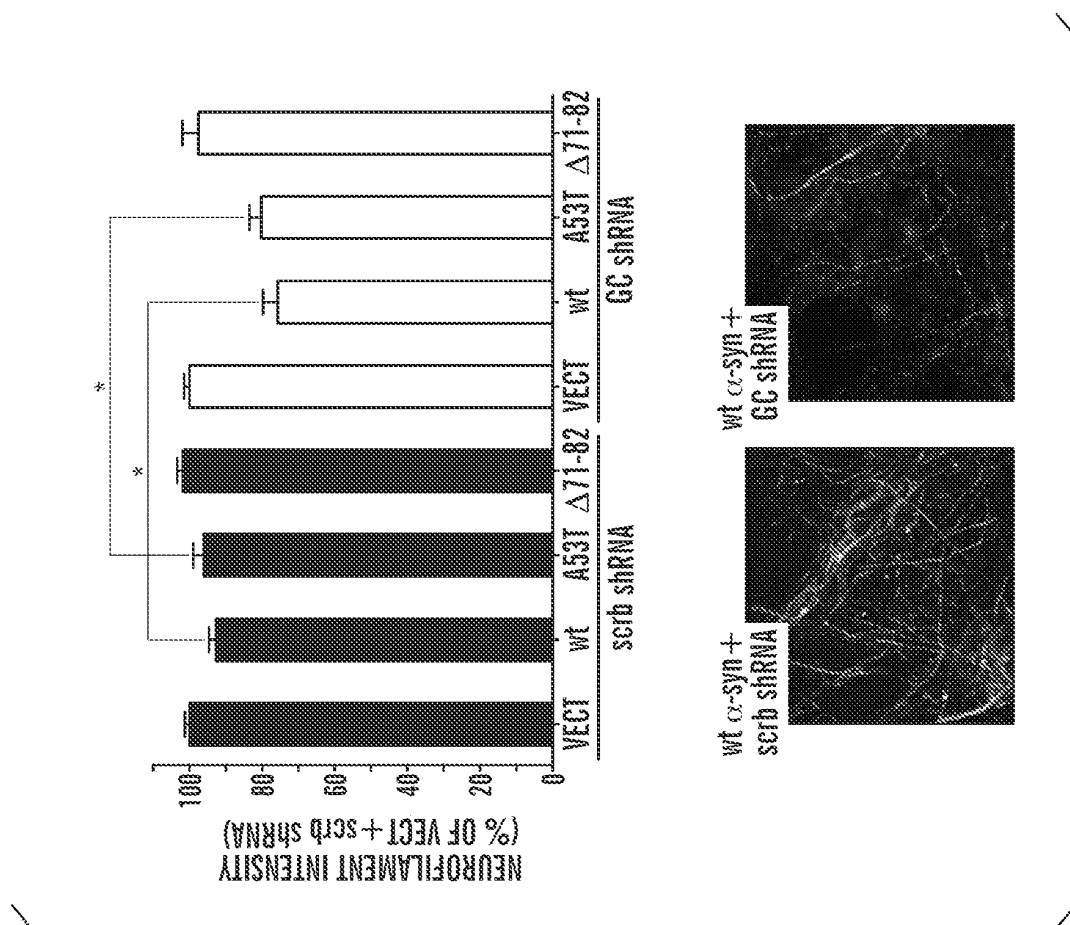 NEUROFILAMENT INTENSITY
(% OF VECT + scrb shRNA)
100
80
60
40
20
0
*
*
VECT wt A53T Δ71-82 VECT wt A53T Δ71-82
scrb shRNA GC shRNA
wt α-syn +
scrb shRNA
wt α-syn +
GC shRNA